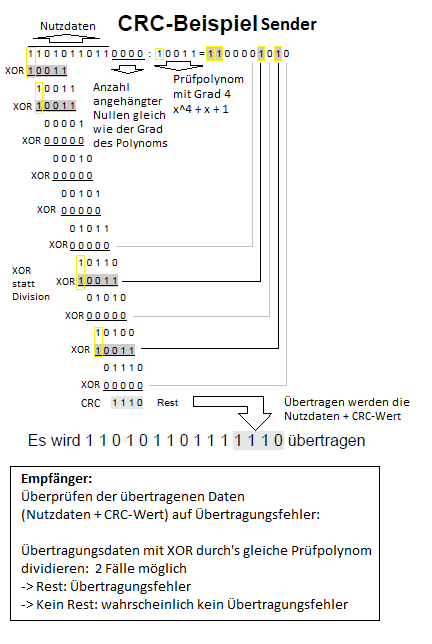 Nutzdaten
CRC-Beispiel Sender
11010110110000 : 10011=1100001010
XOR 10011
10011
XOR 10011
Anzahl angehängter Nullen gleich wie der Grad des Polynoms
Prüfpolynom mit Grad 4
x^4 + x + 1
00001
XOR 00000
00010
XOR 00000
00101
XOR 00000
01011
XOR 00000
10110
XOR 10011
XOR statt Division
01010
XOR 00000
10100
XOR 10011
01110
XOR 00000
CRC 1110 Rest
Übertragen werden die
Nutzdaten + CRC-Wert
Es wird 1 1 0 1 0 1 1 0 1 1 1 1 1 1 0 übertragen
Empfänger:
Überprüfen der übertragenen Daten
(Nutzdaten + CRC-Wert) auf Übertragungsfehler:
Übertragungsdaten mit XOR durch's gleiche Prüfpolynom
dividieren: 2 Fälle möglich
-> Rest: Übertragungsfehler
-> Kein Rest: wahrscheinlich kein Übertragungsfehler